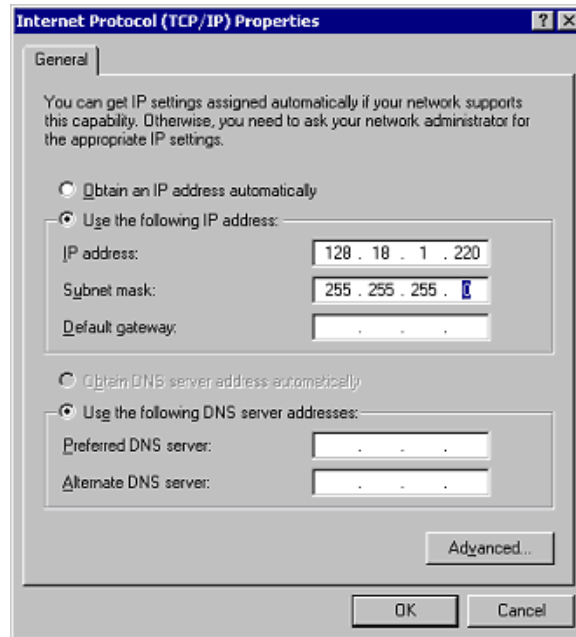 Internet Protocol (TCP/IP) Properties
General
You can get IP settings assigned automatically if your network supports
this capability. Otherwise, you need to ask your network administrator for
the appropriate IP settings.
Obtain an IP address automatically
Use the following IP address:
IP address: 128 . 18 . 1 . 220
Subnet mask: 255 . 255 . 255 . 0
Default gateway: . . .
Obtain DNS server address automatically
Use the following DNS server addresses:
Preferred DNS server: . . .
Alternate DNS server: . . .
Advanced...
OK Cancel